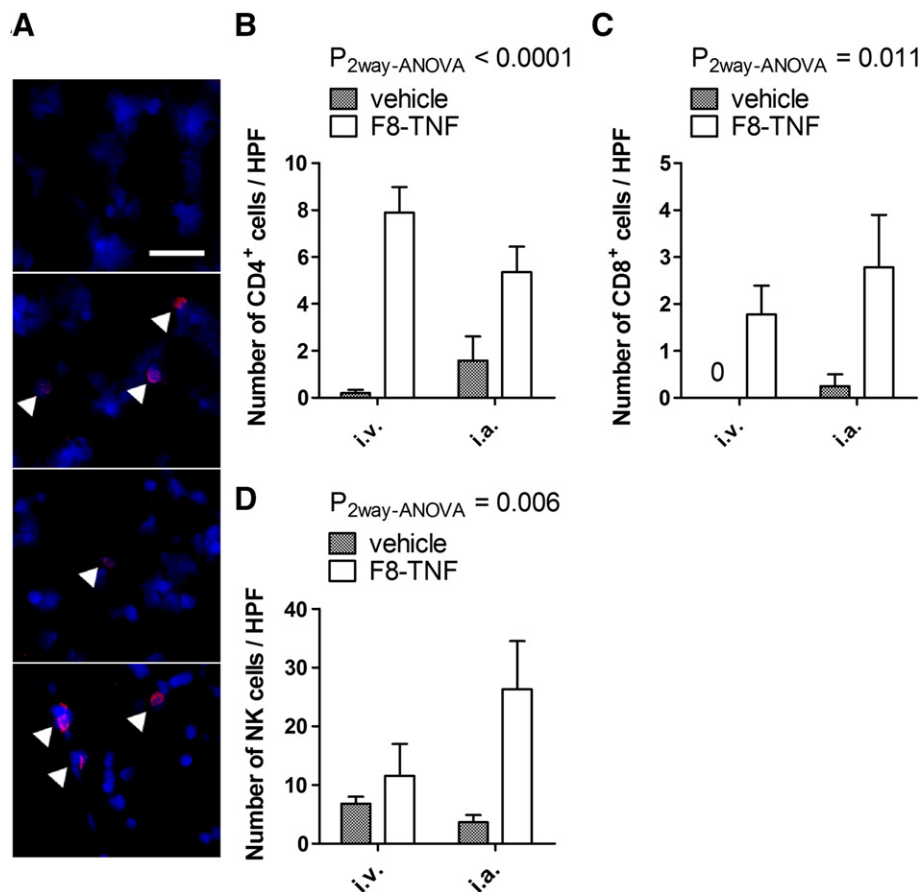 A
B
P2way-ANOVA < 0.0001
vehicle
F8-TNF
Number of CD4+ cells / HPF
10
8
6
4
2
0
i.v.
i.a.
C
P2way-ANOVA = 0.011
vehicle
F8-TNF
Number of CD8+ cells / HPF
5
4
3
2
1
0
0
i.v.
i.a.
D
P2way-ANOVA = 0.006
vehicle
F8-TNF
Number of NK cells / HPF
40
30
20
10
0
i.v.
i.a.